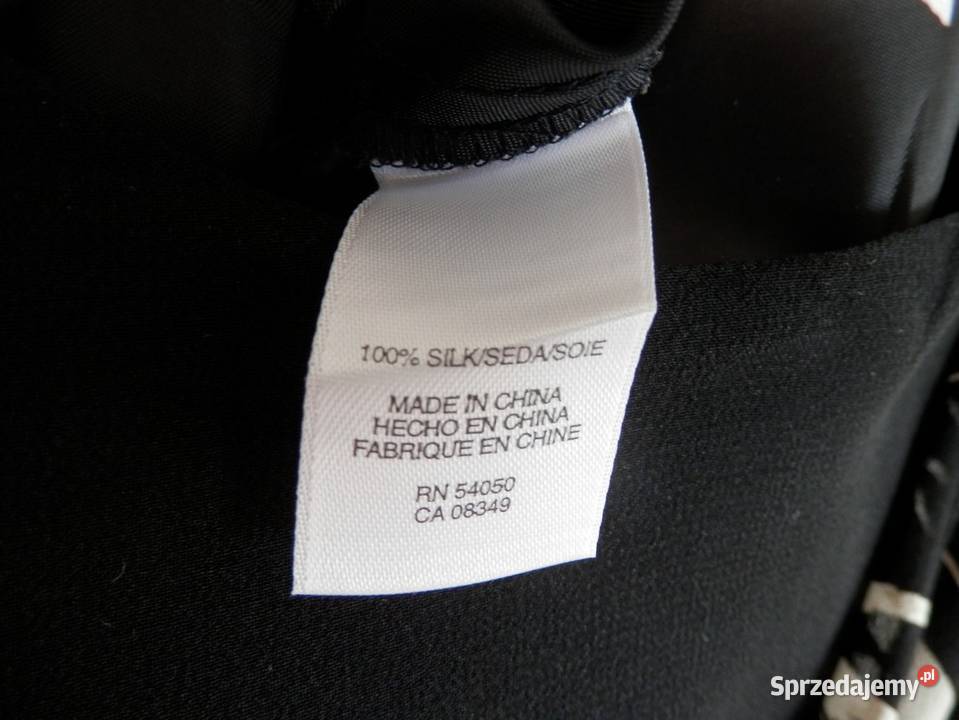 100% SILK/SEDA/SOIE
MADE IN CHINA
HECHO EN CHINA
FABRIQUE EN CHINE
RN 54050
CA 08349
Sprzedajemy.pl